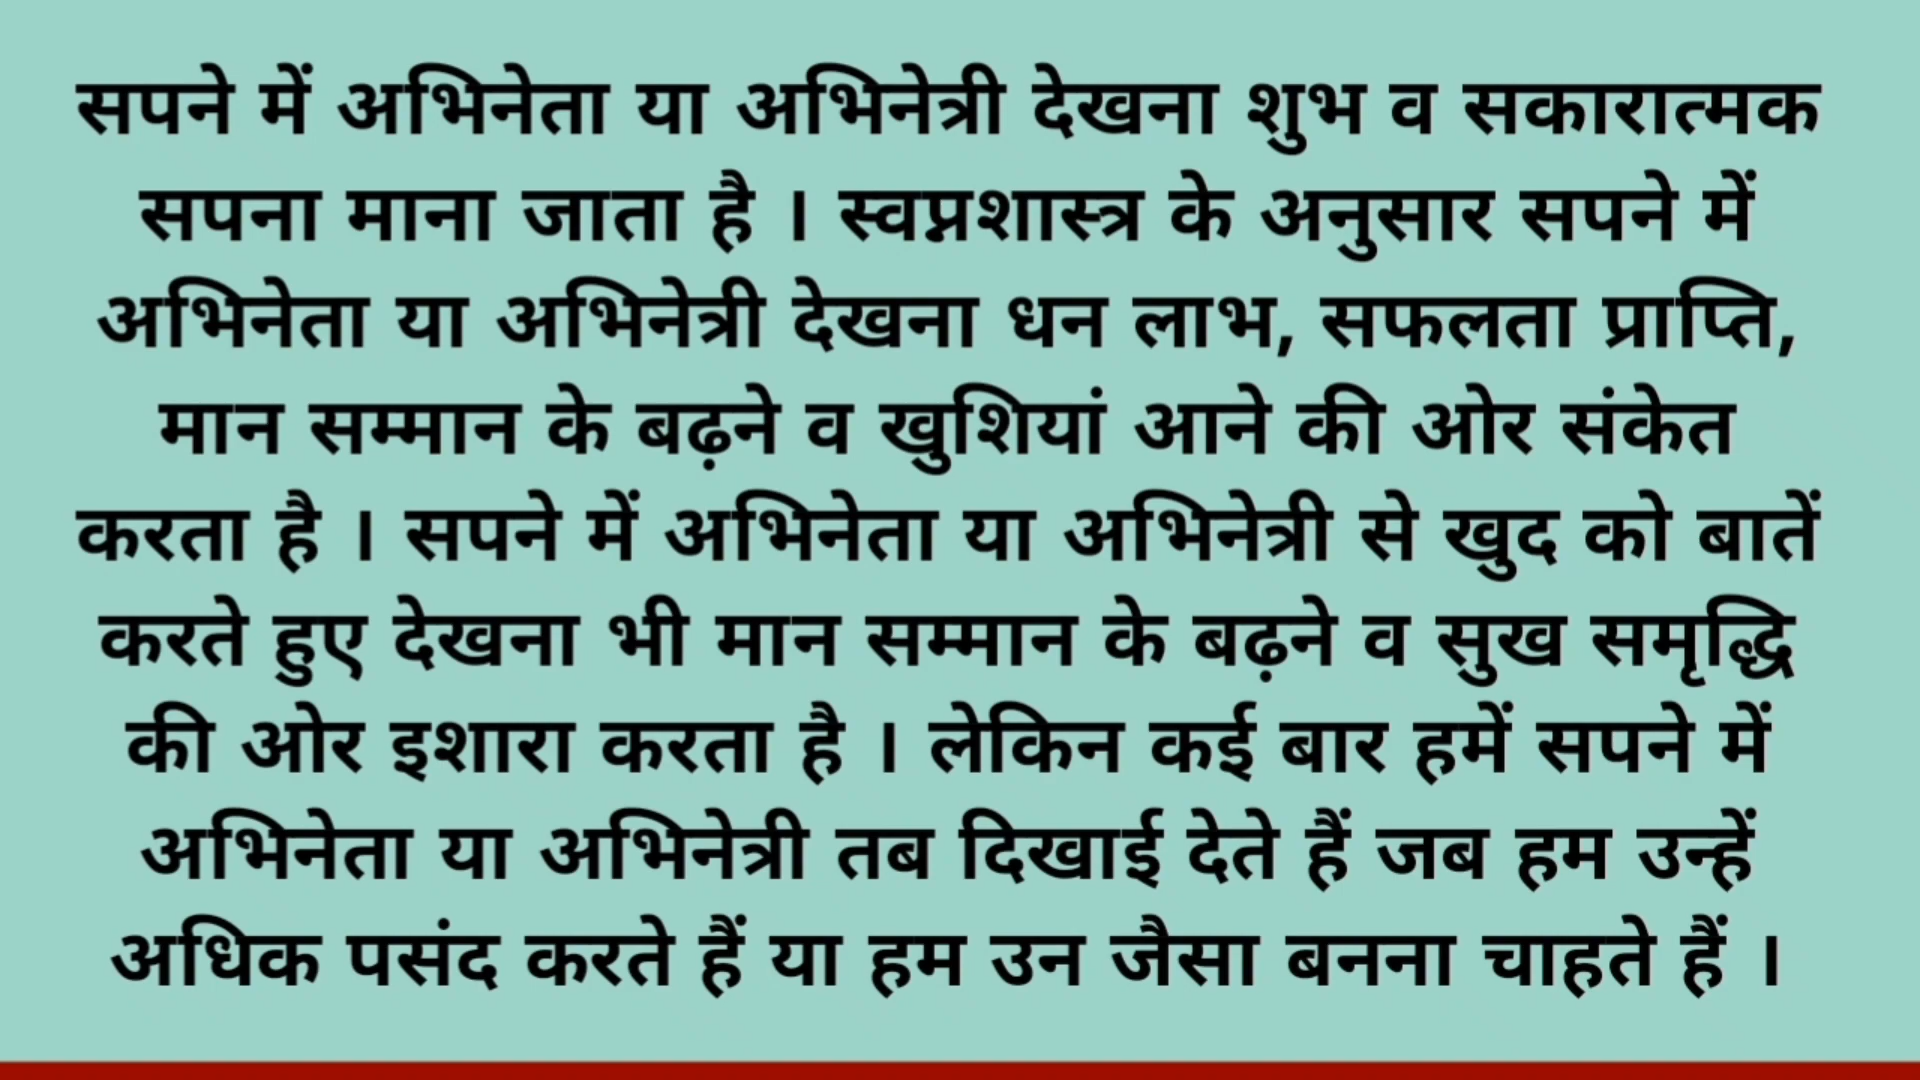 सपने में अभिनेता या अभिनेत्री देखना शुभ व सकारात्मक
सपना माना जाता है । स्वप्नशास्त्र के अनुसार सपने में
अभिनेता या अभिनेत्री देखना धन लाभ, सफलता प्राप्ति,
मान सम्मान के बढ़ने व खुशियां आने की ओर संकेत
करता है । सपने में अभिनेता या अभिनेत्री से खुद को बातें
करते हुए देखना भी मान सम्मान के बढ़ने व सुख समृद्धि
की ओर इशारा करता है । लेकिन कई बार हमें सपने में
अभिनेता या अभिनेत्री तब दिखाई देते हैं जब हम उन्हें
अधिक पसंद करते हैं या हम उन जैसा बनना चाहते हैं ।